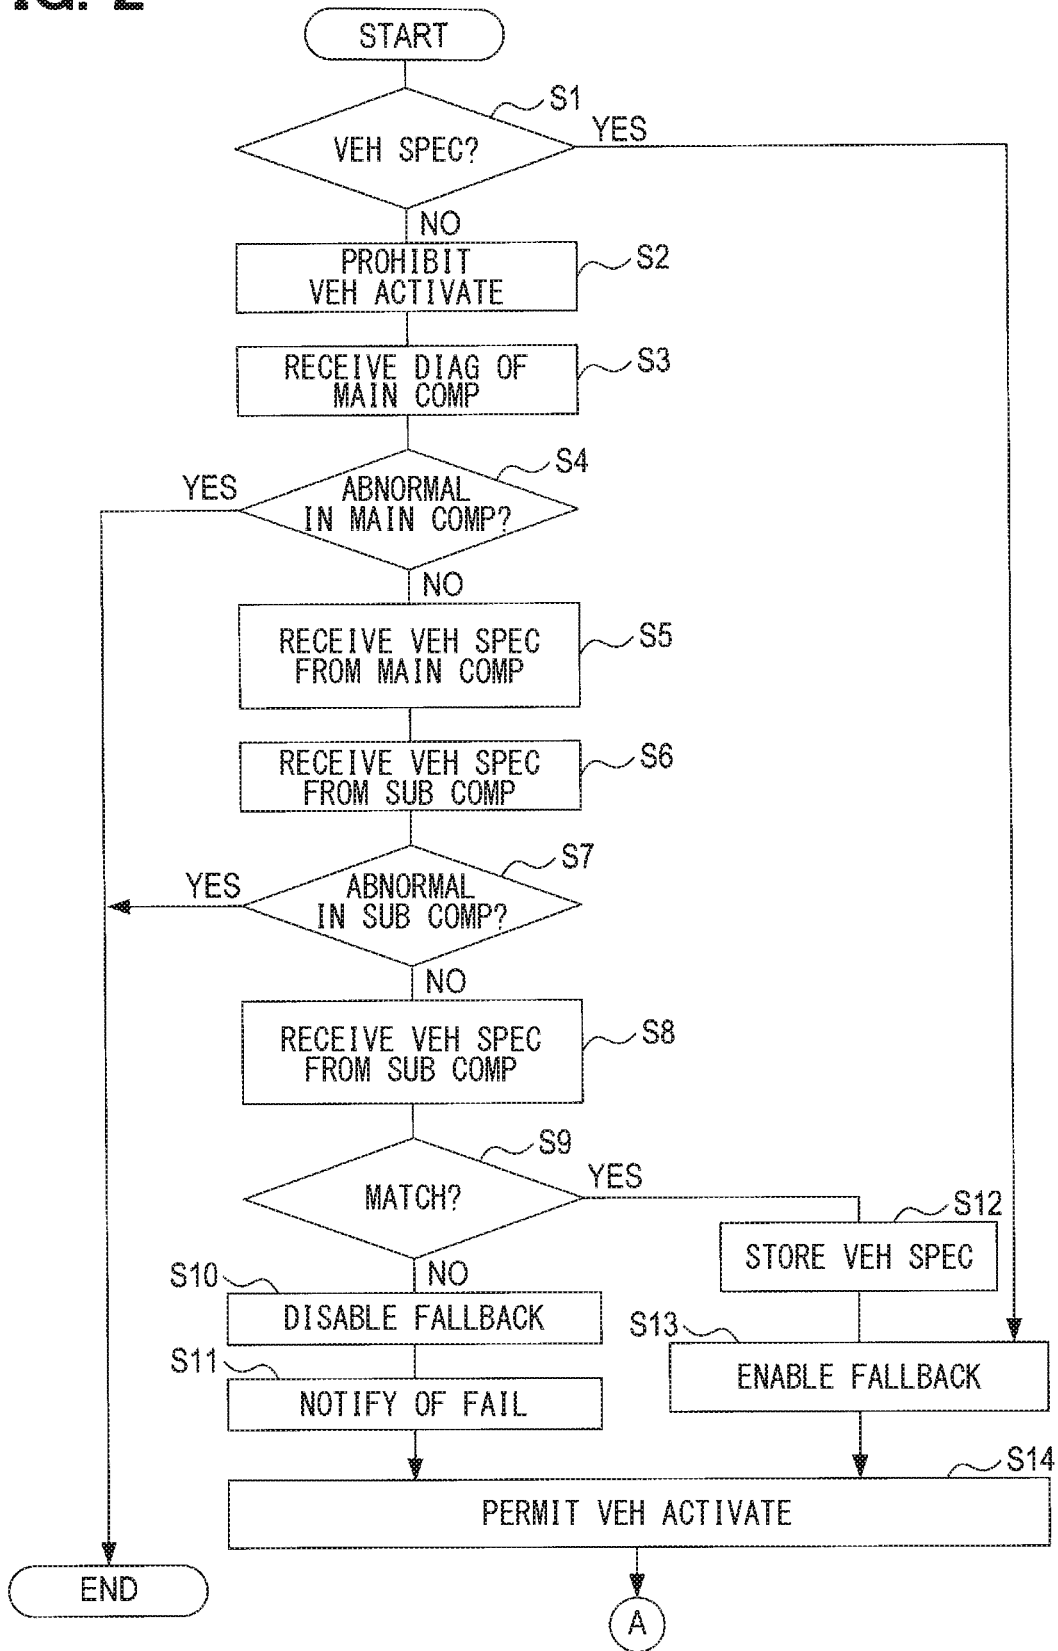 START
S1
VEH SPEC?
YES
NO
PROHIBIT
VEH ACTIVATE
S2
RECEIVE DIAG OF
MAIN COMP
S3
S4
YES
ABNORMAL
IN MAIN COMP?
NO
RECEIVE VEH SPEC
FROM MAIN COMP
S5
RECEIVE VEH SPEC
FROM SUB COMP
S6
S7
YES
ABNORMAL
IN SUB COMP?
NO
RECEIVE VEH SPEC
FROM SUB COMP
S8
S9
MATCH?
YES
S12
STORE VEH SPEC
NO
S10
DISABLE FALLBACK
S13
ENABLE FALLBACK
S11
NOTIFY OF FAIL
S14
PERMIT VEH ACTIVATE
END
A